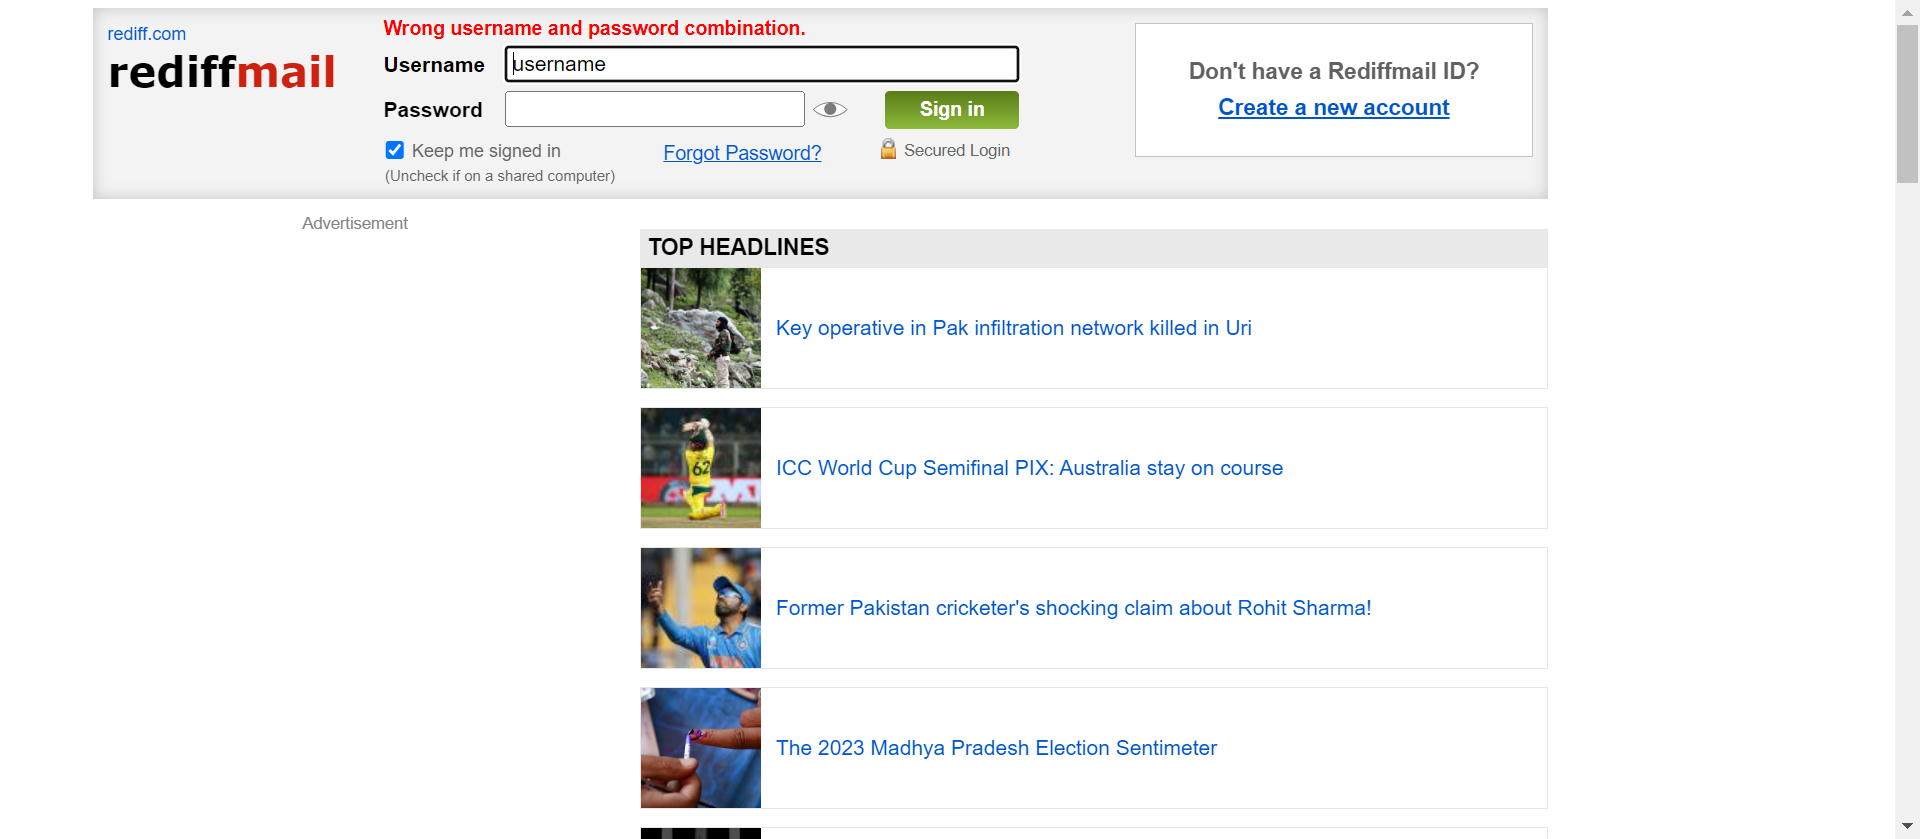 rediff.com
rediffmail
Wrong username and password combination.
Username
username
Password
Sign in
Keep me signed in
(Uncheck if on a shared computer)
Forgot Password?
Secured Login
Don't have a Rediffmail ID?
Create a new account
Advertisement
TOP HEADLINES
Key operative in Pak infiltration network killed in Uri
62
ICC World Cup Semifinal PIX: Australia stay on course
Former Pakistan cricketer's shocking claim about Rohit Sharma!
The 2023 Madhya Pradesh Election Sentimeter